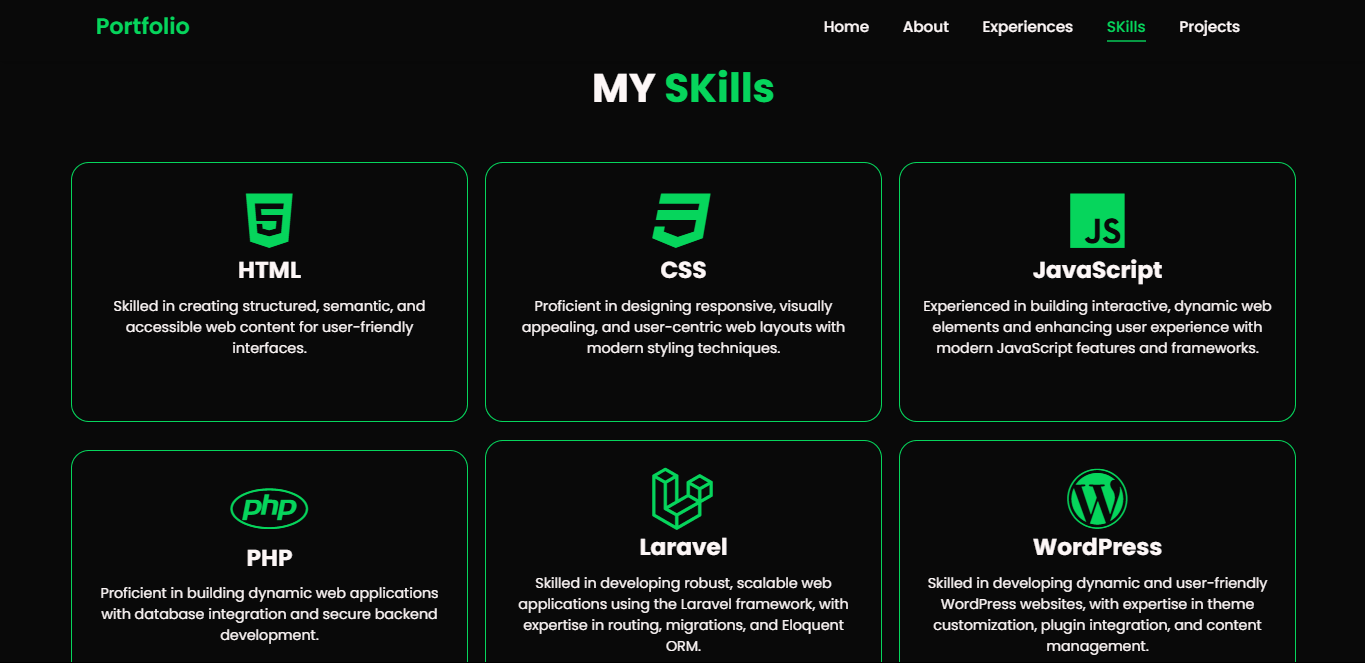 Portfolio
Home About Experiences SKills Projects
MY SKills
5
HTML
Skilled in creating structured, semantic, and
accessible web content for user-friendly
interfaces.
CSS
Proficient in designing responsive, visually
appealing, and user-centric web layouts with
modern styling techniques.
JS
JavaScript
Experienced in building interactive, dynamic web
elements and enhancing user experience with
modern JavaScript features and frameworks.
php
PHP
Proficient in building dynamic web applications
with database integration and secure backend
development.
Laravel
Skilled in developing robust, scalable web
applications using the Laravel framework, with
expertise in routing, migrations, and Eloquent
ORM.
W
WordPress
Skilled in developing dynamic and user-friendly
WordPress websites, with expertise in theme
customization, plugin integration, and content
management.